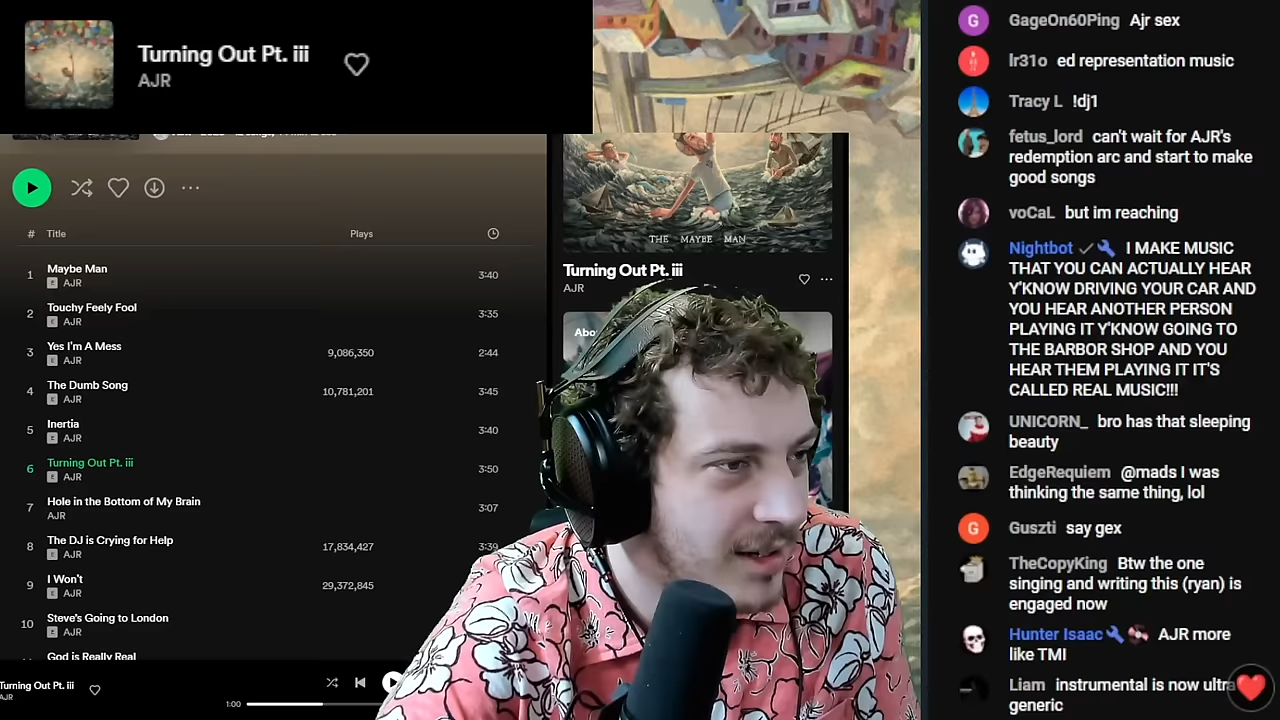 Turning Out Pt. iii
AJR
# Title Plays
1 Maybe Man 3:40
E AJR
2 Touchy Feely Fool 3:35
E AJR
3 Yes I'm A Mess 9,086,350 2:44
E AJR
4 The Dumb Song 10,781,201 3:45
E AJR
5 Inertia 3:40
E AJR
6 Turning Out Pt. iii 3:50
E AJR
7 Hole in the Bottom of My Brain 3:07
AJR
8 The DJ is Crying for Help 17,834,427 3:39
E AJR
9 I Won't 29,372,845
E AJR
10 Steve's Going to London
E AJR
God is Really Real
Turning Out Pt. iii
AJR
1:00
THE MAYBE MAN
Turning Out Pt. iii
AJR
Abo
G GageOn60Ping Ajr sex
lr31o ed representation music
Tracy L !dj1
fetus_lord can't wait for AJR's
redemption arc and start to make
good songs
voCaL but im reaching
Nightbot I MAKE MUSIC
THAT YOU CAN ACTUALLY HEAR
Y'KNOW DRIVING YOUR CAR AND
YOU HEAR ANOTHER PERSON
PLAYING IT Y'KNOW GOING TO
THE BARBOR SHOP AND YOU
HEAR THEM PLAYING IT IT'S
CALLED REAL MUSIC!!!
UNICORN_ bro has that sleeping
beauty
EdgeRequiem @mads I was
thinking the same thing, lol
G Guszti say gex
TheCopyKing Btw the one
singing and writing this (ryan) is
engaged now
Hunter Isaac AJR more
like TMI
Liam instrumental is now ultra
generic